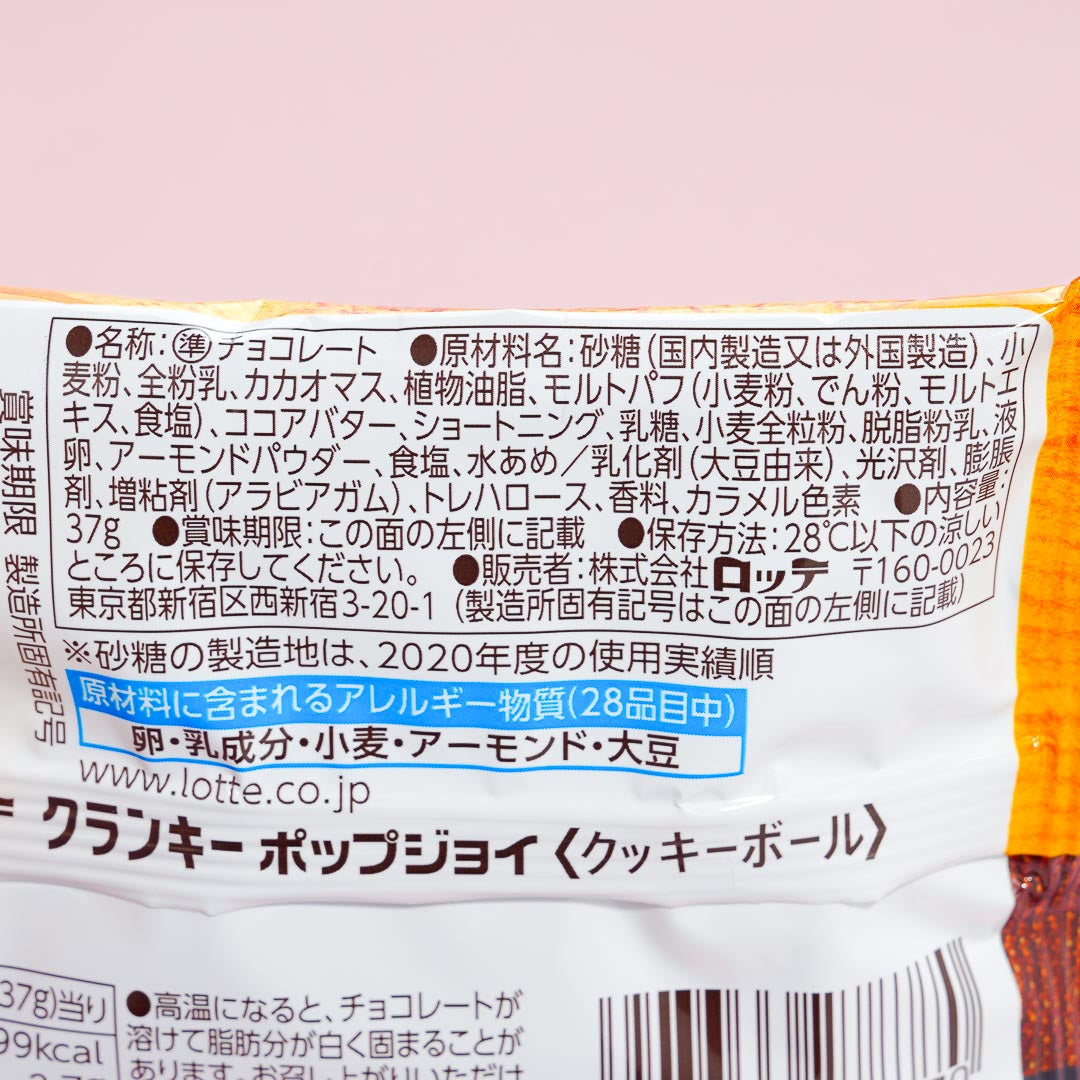 ●名称:㊜チョコレート ●原材料名:砂糖(国内製造又は外国製造)、小
麦粉、全粉乳、カカオマス、植物油脂、モルトパフ(小麦粉、でん粉、モルトエ
キス、食塩)、ココアバター、ショートニング、乳糖、小麦全粒粉、脱脂粉乳、液
卵、アーモンドパウダー、食塩、水あめ/乳化剤(大豆由来)、光沢剤、膨脹
剤、増粘剤(アラビアガム)、トレハロース、香料、カラメル色素 ●内容量:
37g ●賞味期限:この面の左側に記載 ●保存方法:28℃以下の涼しい
ところに保存してください。 ●販売者:株式会社ロッテ 〒160-0023
東京都新宿区西新宿3-20-1 (製造所固有記号はこの面の左側に記載)
賞味期限 製造所固有記号
※砂糖の製造地は、2020年度の使用実績順
原材料に含まれるアレルギー物質(28品目中)
卵・乳成分・小麦・アーモンド・大豆
www.lotte.co.jp
クランキー ポップジョイ〈クッキーボール〉
37g)当り
99kcal
●高温になると、チョコレートが
溶けて脂肪分が白く固まることが
あります。お召し上がりいただけ